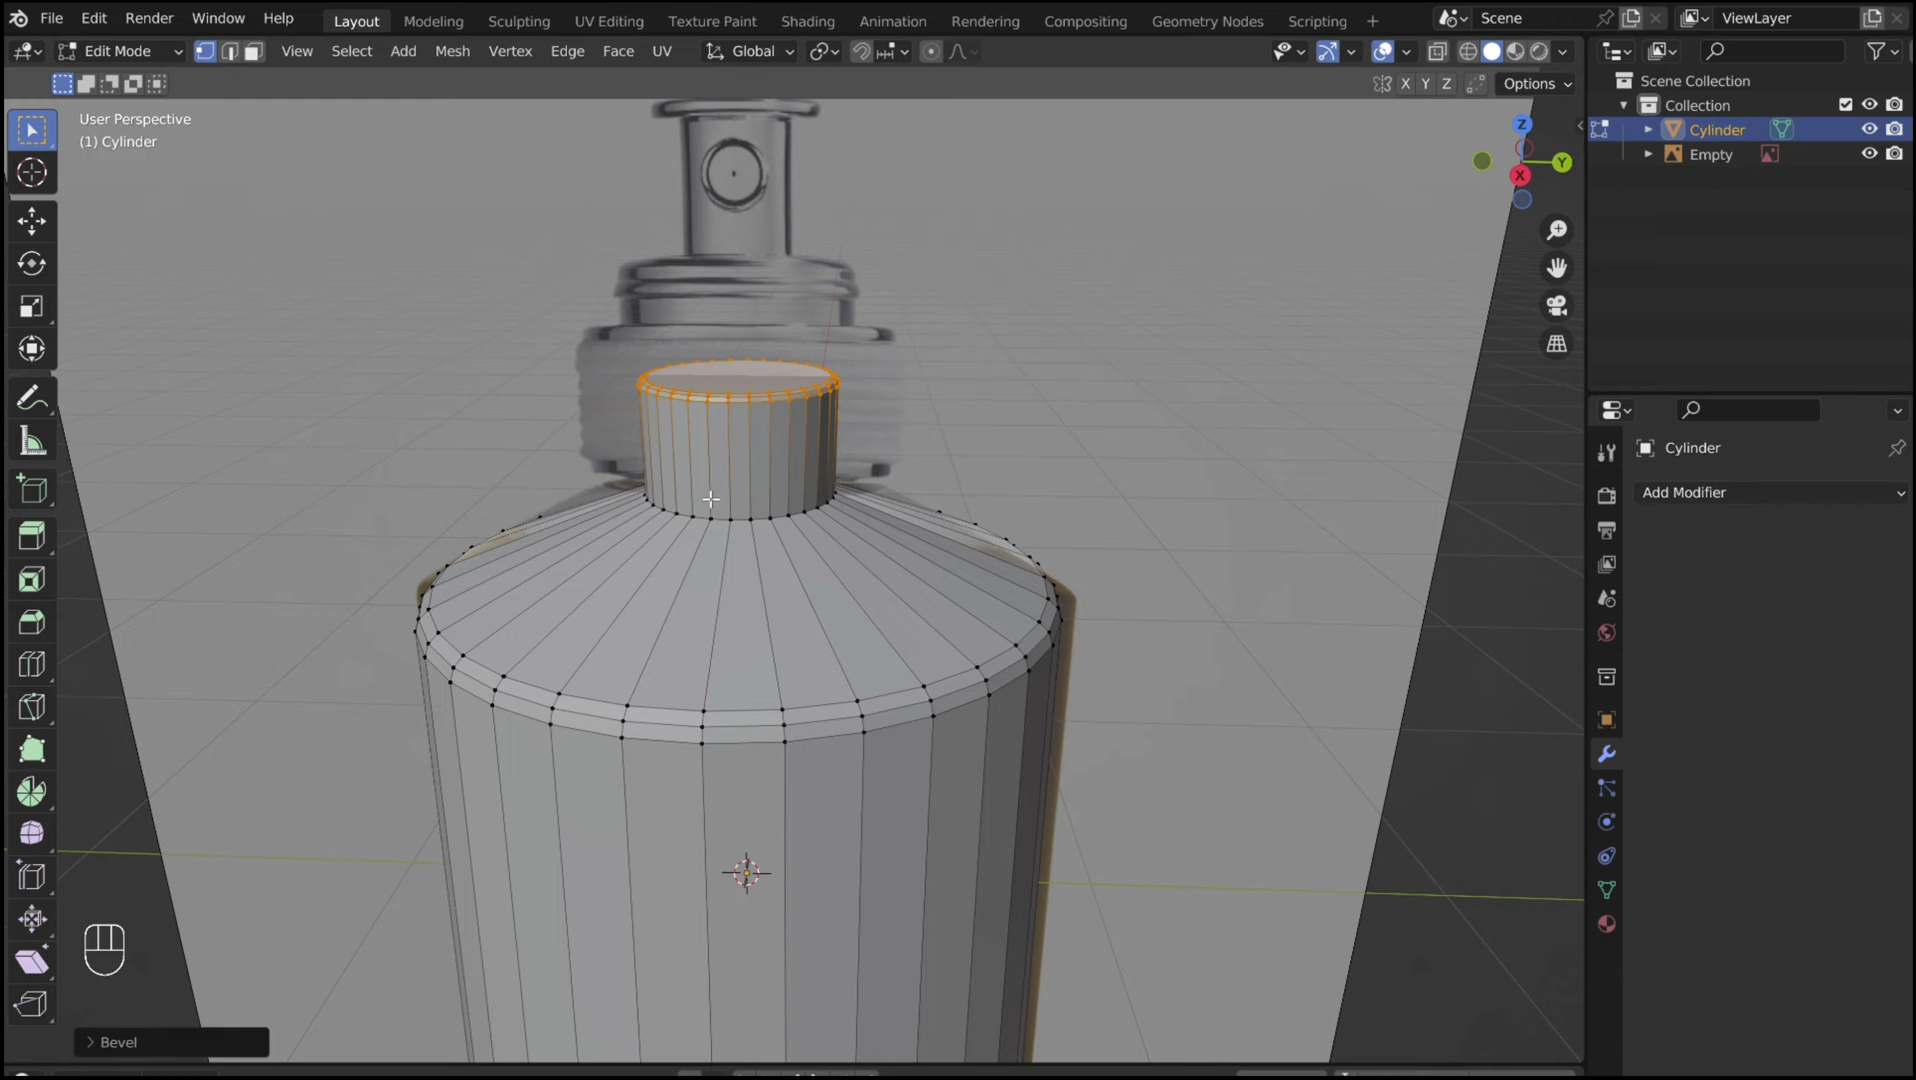 File Edit Render Window Help Layout Modeling Sculpting UV Editing Texture Paint Shading Animation Rendering Compositing Geometry Nodes Scripting + Scene ViewLayer
Edit Mode View Select Add Mesh Vertex Edge Face UV Global
X Y Z Options
Scene Collection
Collection
Cylinder
Empty
User Perspective
(1) Cylinder
Z
Y
X
Cylinder
Add Modifier
Bevel